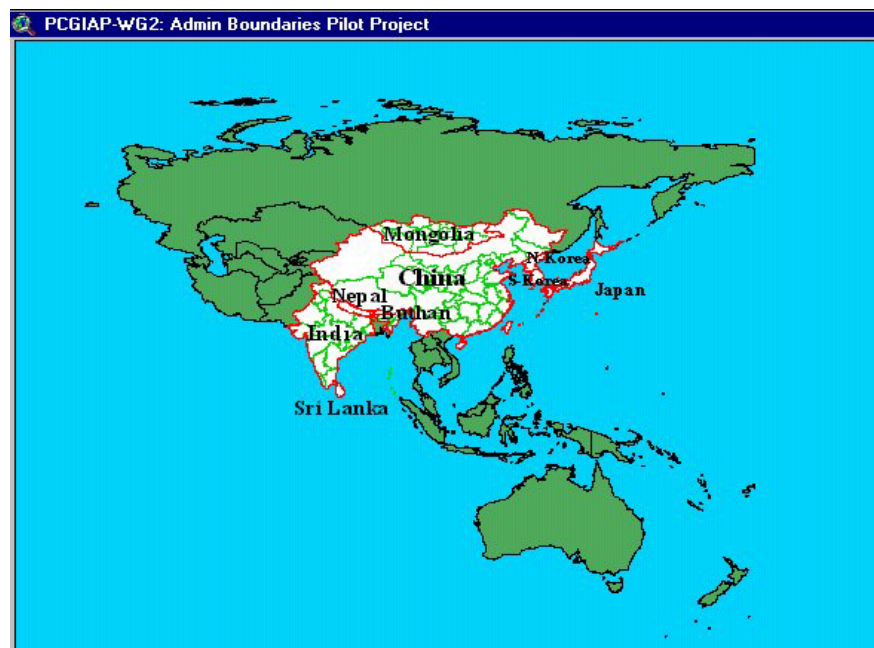 PCGIAP-WG2: Admin Boundaries Pilot Project
Mongolia
N-Korea
China
S-Korea
Japan
Nepal
Buthan
India
Sri Lanka